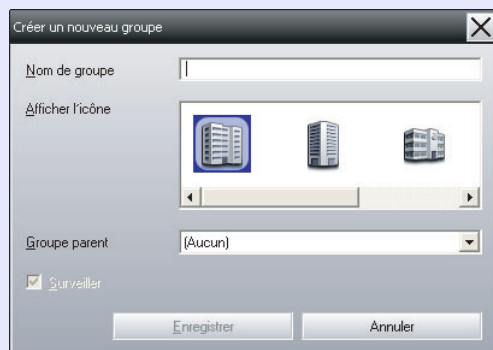 Créer un nouveau groupe
Nom de groupe
Afficher l'icône
Groupe parent
(Aucun)
Surveiller
Enregistrer
Annuler